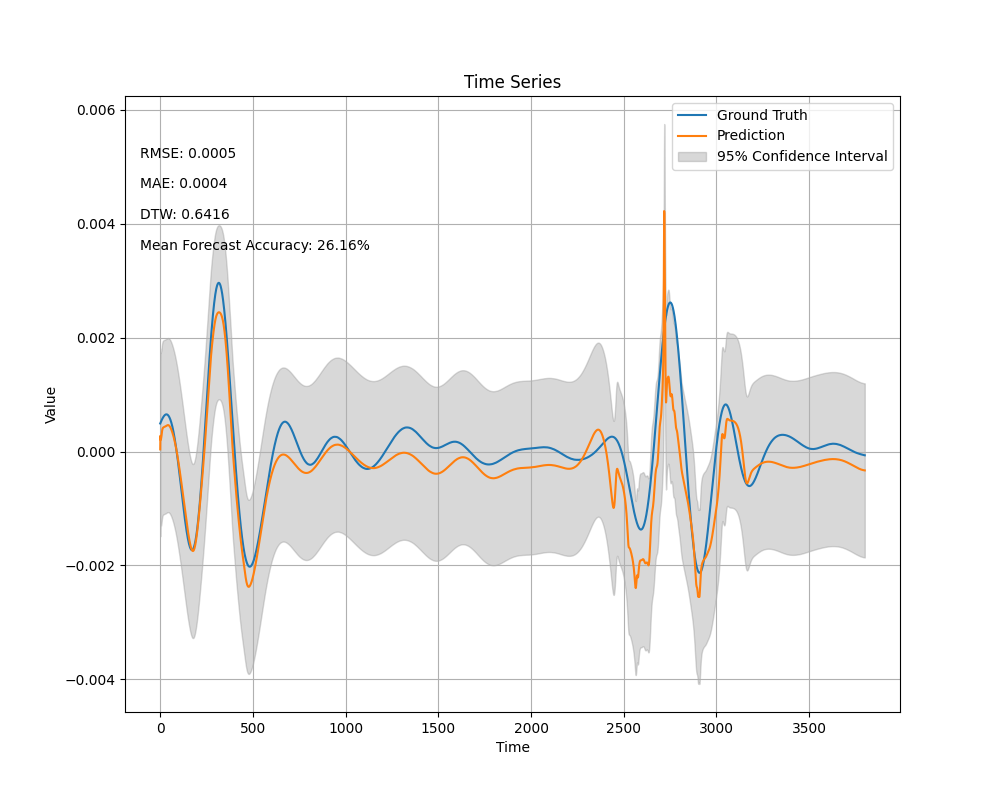 Time Series
Ground Truth
Prediction
95% Confidence Interval
RMSE: 0.0005
MAE: 0.0004
DTW: 0.6416
Mean Forecast Accuracy: 26.16%
0.006
0.004
0.002
0.000
−0.002
−0.004
Value
0 500 1000 1500 2000 2500 3000 3500
Time